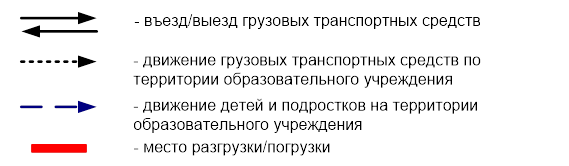 - въезд/выезд грузовых транспортных средств
- движение грузовых транспортных средств по
территории образовательного учреждения
- движение детей и подростков на территории
образовательного учреждения
- место разгрузки/погрузки